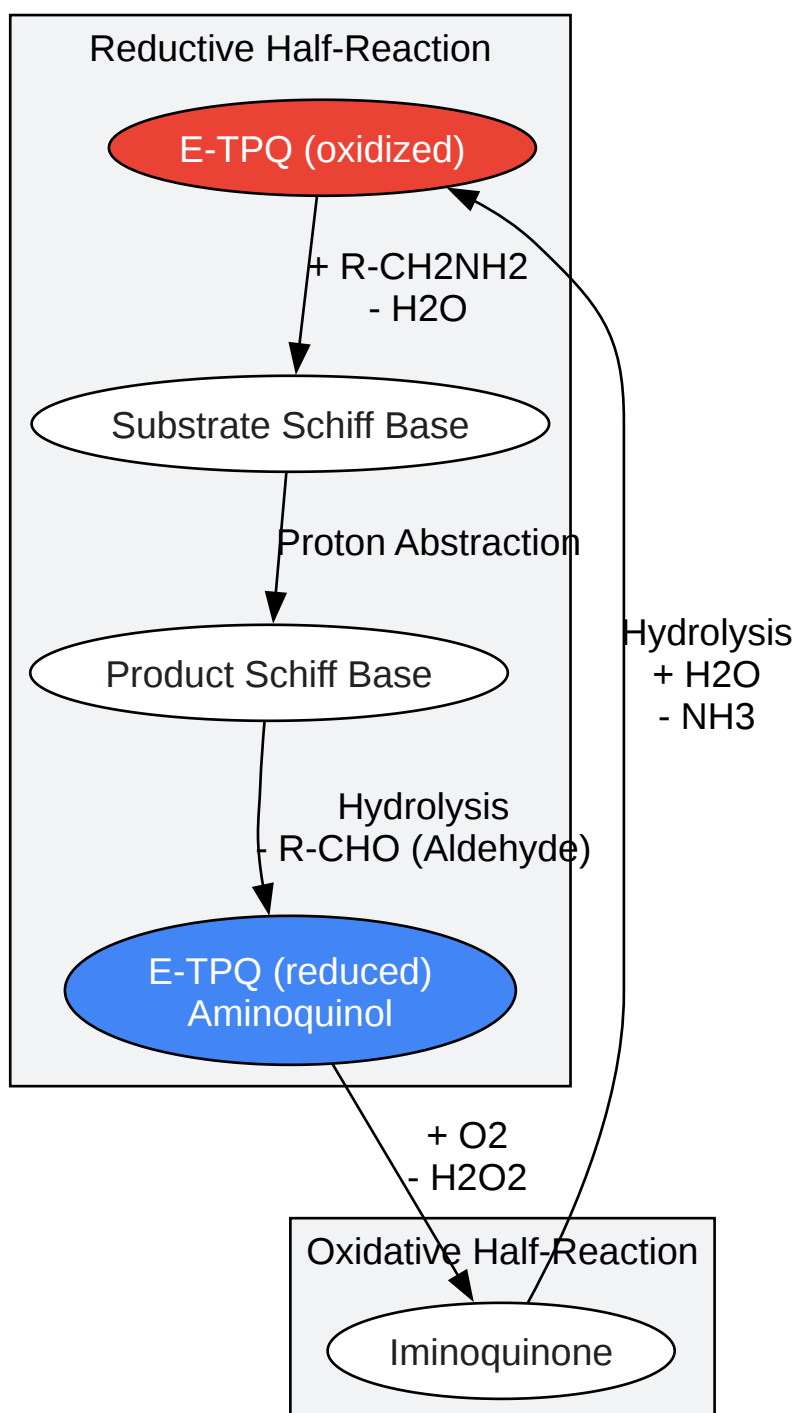 Reductive Half-Reaction
E-TPQ (oxidized)
+ R-CH2NH2
- H2O
Substrate Schiff Base
Proton Abstraction
Hydrolysis
+ H2O
- NH3
Product Schiff Base
Hydrolysis
- R-CHO (Aldehyde)
E-TPQ (reduced)
Aminoquinol
+ O2
- H2O2
Oxidative Half-Reaction
Iminoquinone